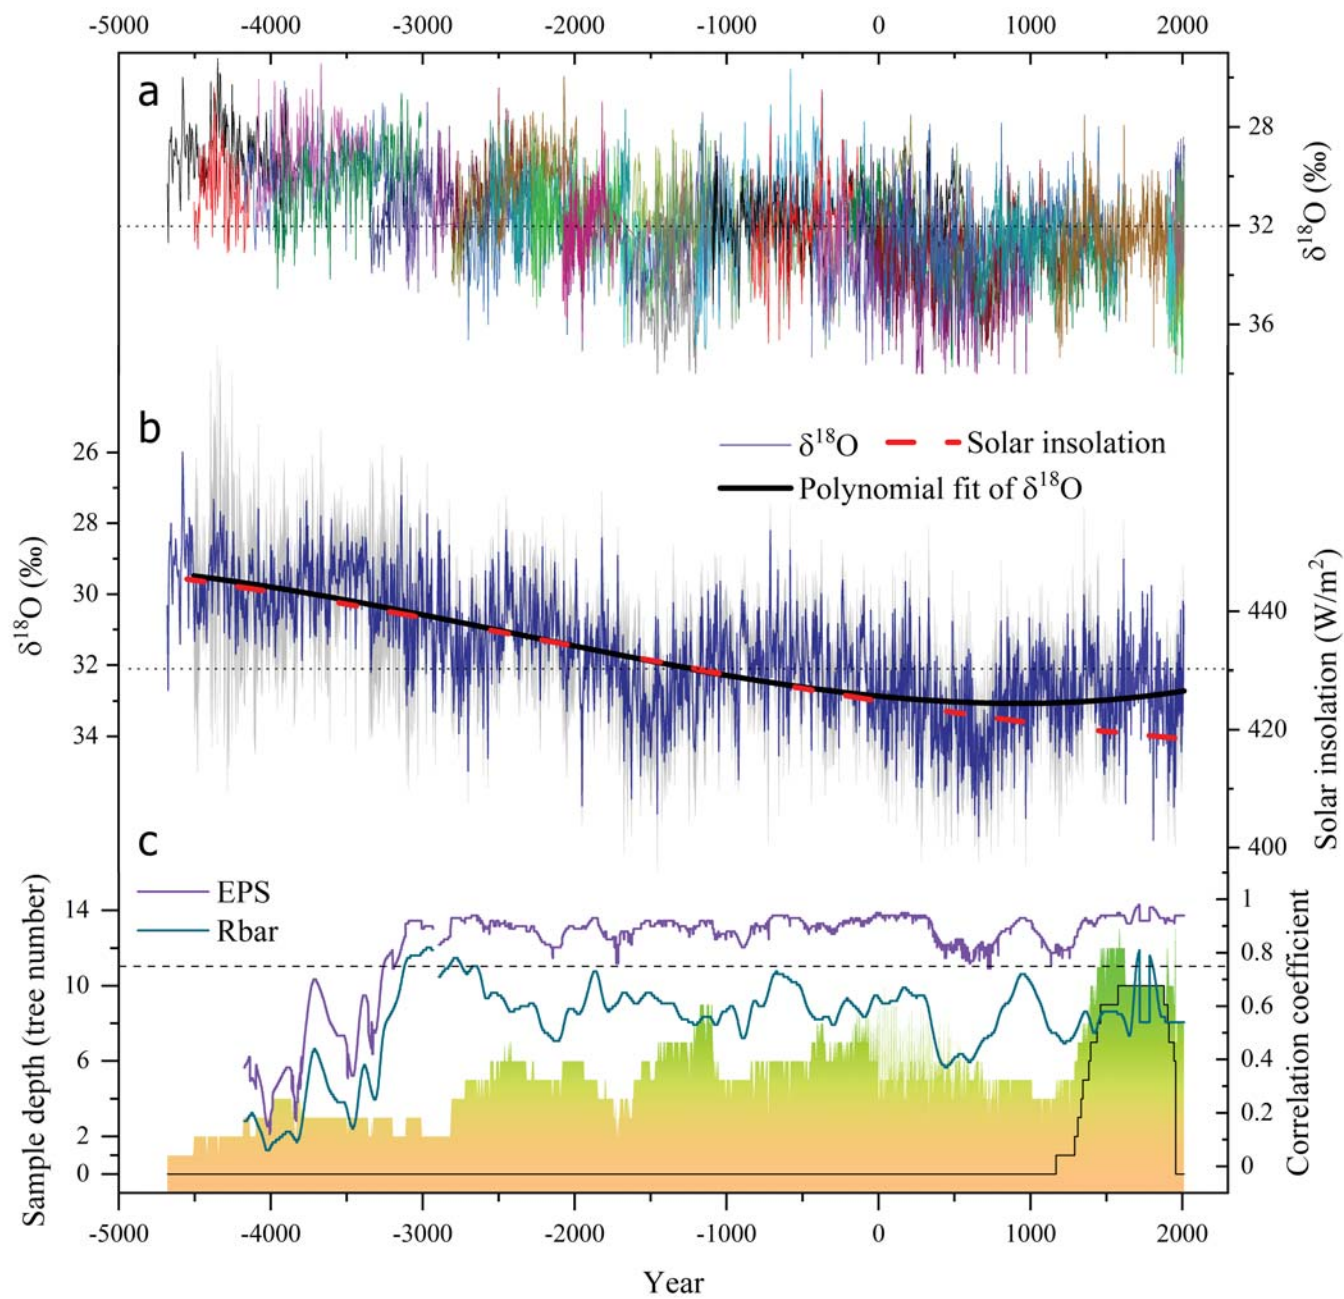 -5000 -4000 -3000 -2000 -1000 0 1000 2000
a
28
32
36
δ¹⁸O (‰)
b
δ¹⁸O
Solar insolation
Polynomial fit of δ¹⁸O
26
28
30
32
34
δ¹⁸O (‰)
440
420
400
Solar insolation (W/m²)
c
EPS
Rbar
14
10
6
2
0
Sample depth (tree number)
1
0.8
0.6
0.4
0.2
0
Correlation coefficient
-5000 -4000 -3000 -2000 -1000 0 1000 2000
Year